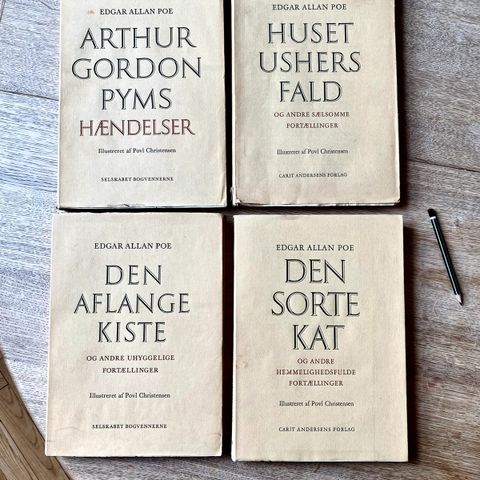 EDGAR ALLAN POE
ARTHUR
GORDON
PYMS
HÆNDELSER
Illustreret af Povl Christensen
SELSKABET BOGVENNERNE
EDGAR ALLAN POE
HUSET
USHERS
FALD
OG ANDRE SÆLSOMME
FORTÆLLINGER
Illustreret af Povl Christensen
CARIT ANDERSENS FORLAG
EDGAR ALLAN POE
DEN
AFLANGE
KISTE
OG ANDRE UHYGGELIGE
FORTÆLLINGER
Illustreret af Povl Christensen
SELSKABET BOGVENNERNE
EDGAR ALLAN POE
DEN
SORTE
KAT
OG ANDRE
HEMMELIGHEDSFULDE
FORTÆLLINGER
Illustreret af Povl Christensen
CARIT ANDERSENS FORLAG